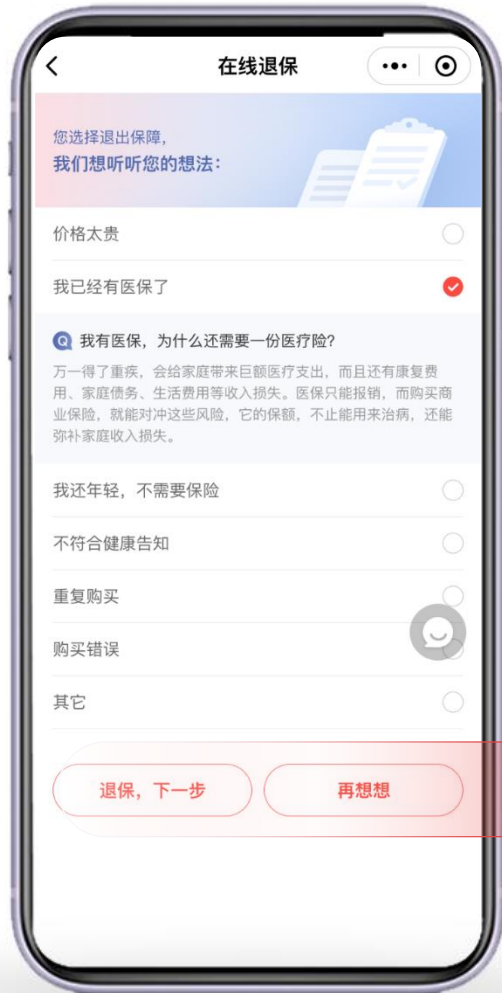 在线退保
您选择退出保障,
我们想听听您的想法:
价格太贵
我已经有医保了
Q 我有医保，为什么还需要一份医疗险?
万一得了重疾，会给家庭带来巨额医疗支出，而且还有康复费
用、家庭债务、生活费用等收入损失。医保只能报销，而购买商
业保险，就能对冲这些风险，它的保额，不止能用来治病，还能
弥补家庭收入损失。
我还年轻，不需要保险
不符合健康告知
重复购买
购买错误
其它
退保，下一步
再想想